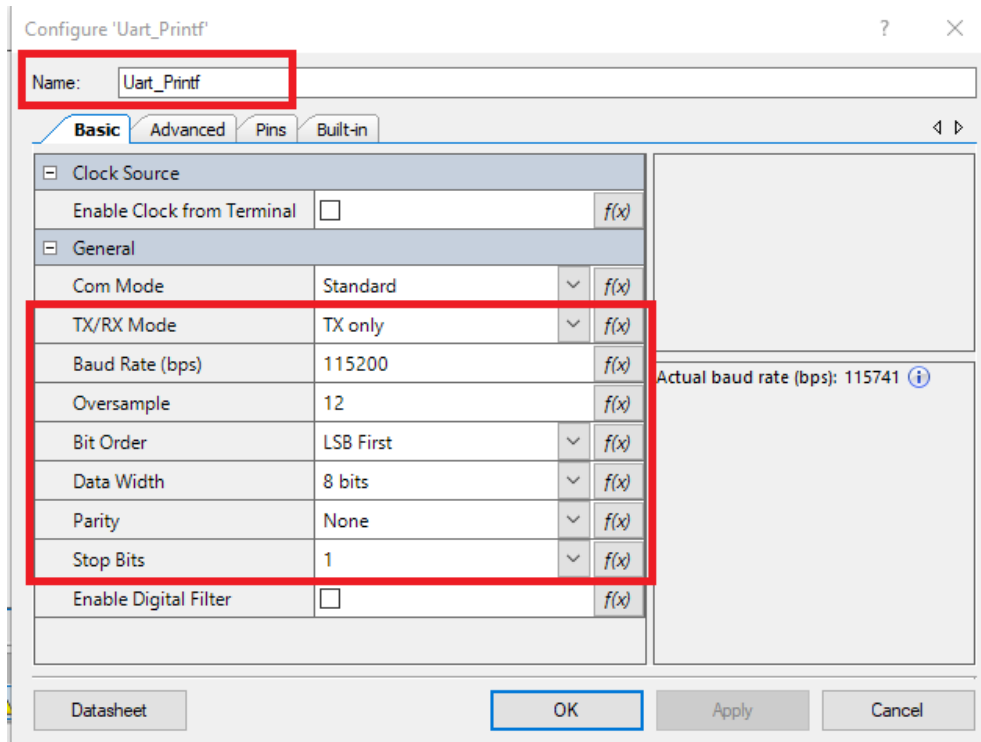 Configure 'Uart_Printf'
?
Name: Uart_Printf
Basic Advanced Pins Built-in
Clock Source
Enable Clock from Terminal f(x)
General
Com Mode Standard f(x)
TX/RX Mode TX only f(x)
Baud Rate (bps) 115200 f(x)
Actual baud rate (bps): 115741
Oversample 12 f(x)
Bit Order LSB First f(x)
Data Width 8 bits f(x)
Parity None f(x)
Stop Bits 1 f(x)
Enable Digital Filter f(x)
Datasheet OK Apply Cancel